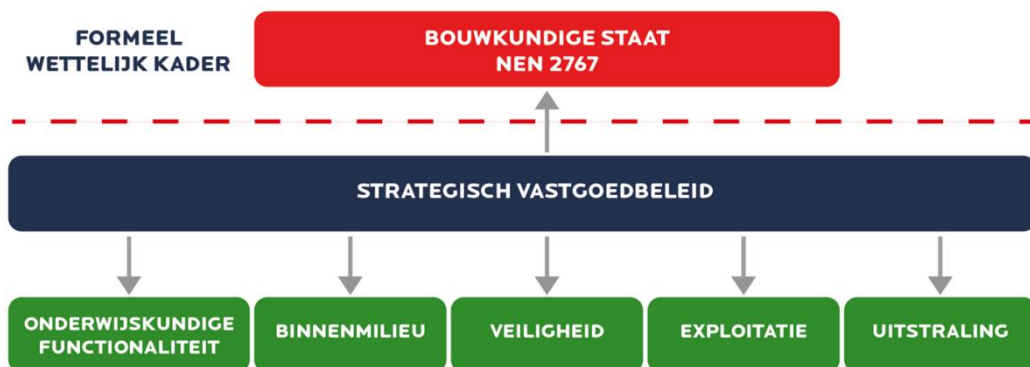 FORMEEL
WETTELIJK KADER
BOUWKUNDIGE STAAT
NEN 2767
STRATEGISCH VASTGOEDBELEID
ONDERWIJSKUNDIGE
FUNCTIONALITEIT
BINNENMILIEU
VEILIGHEID
EXPLOITATIE
UITSTRALING